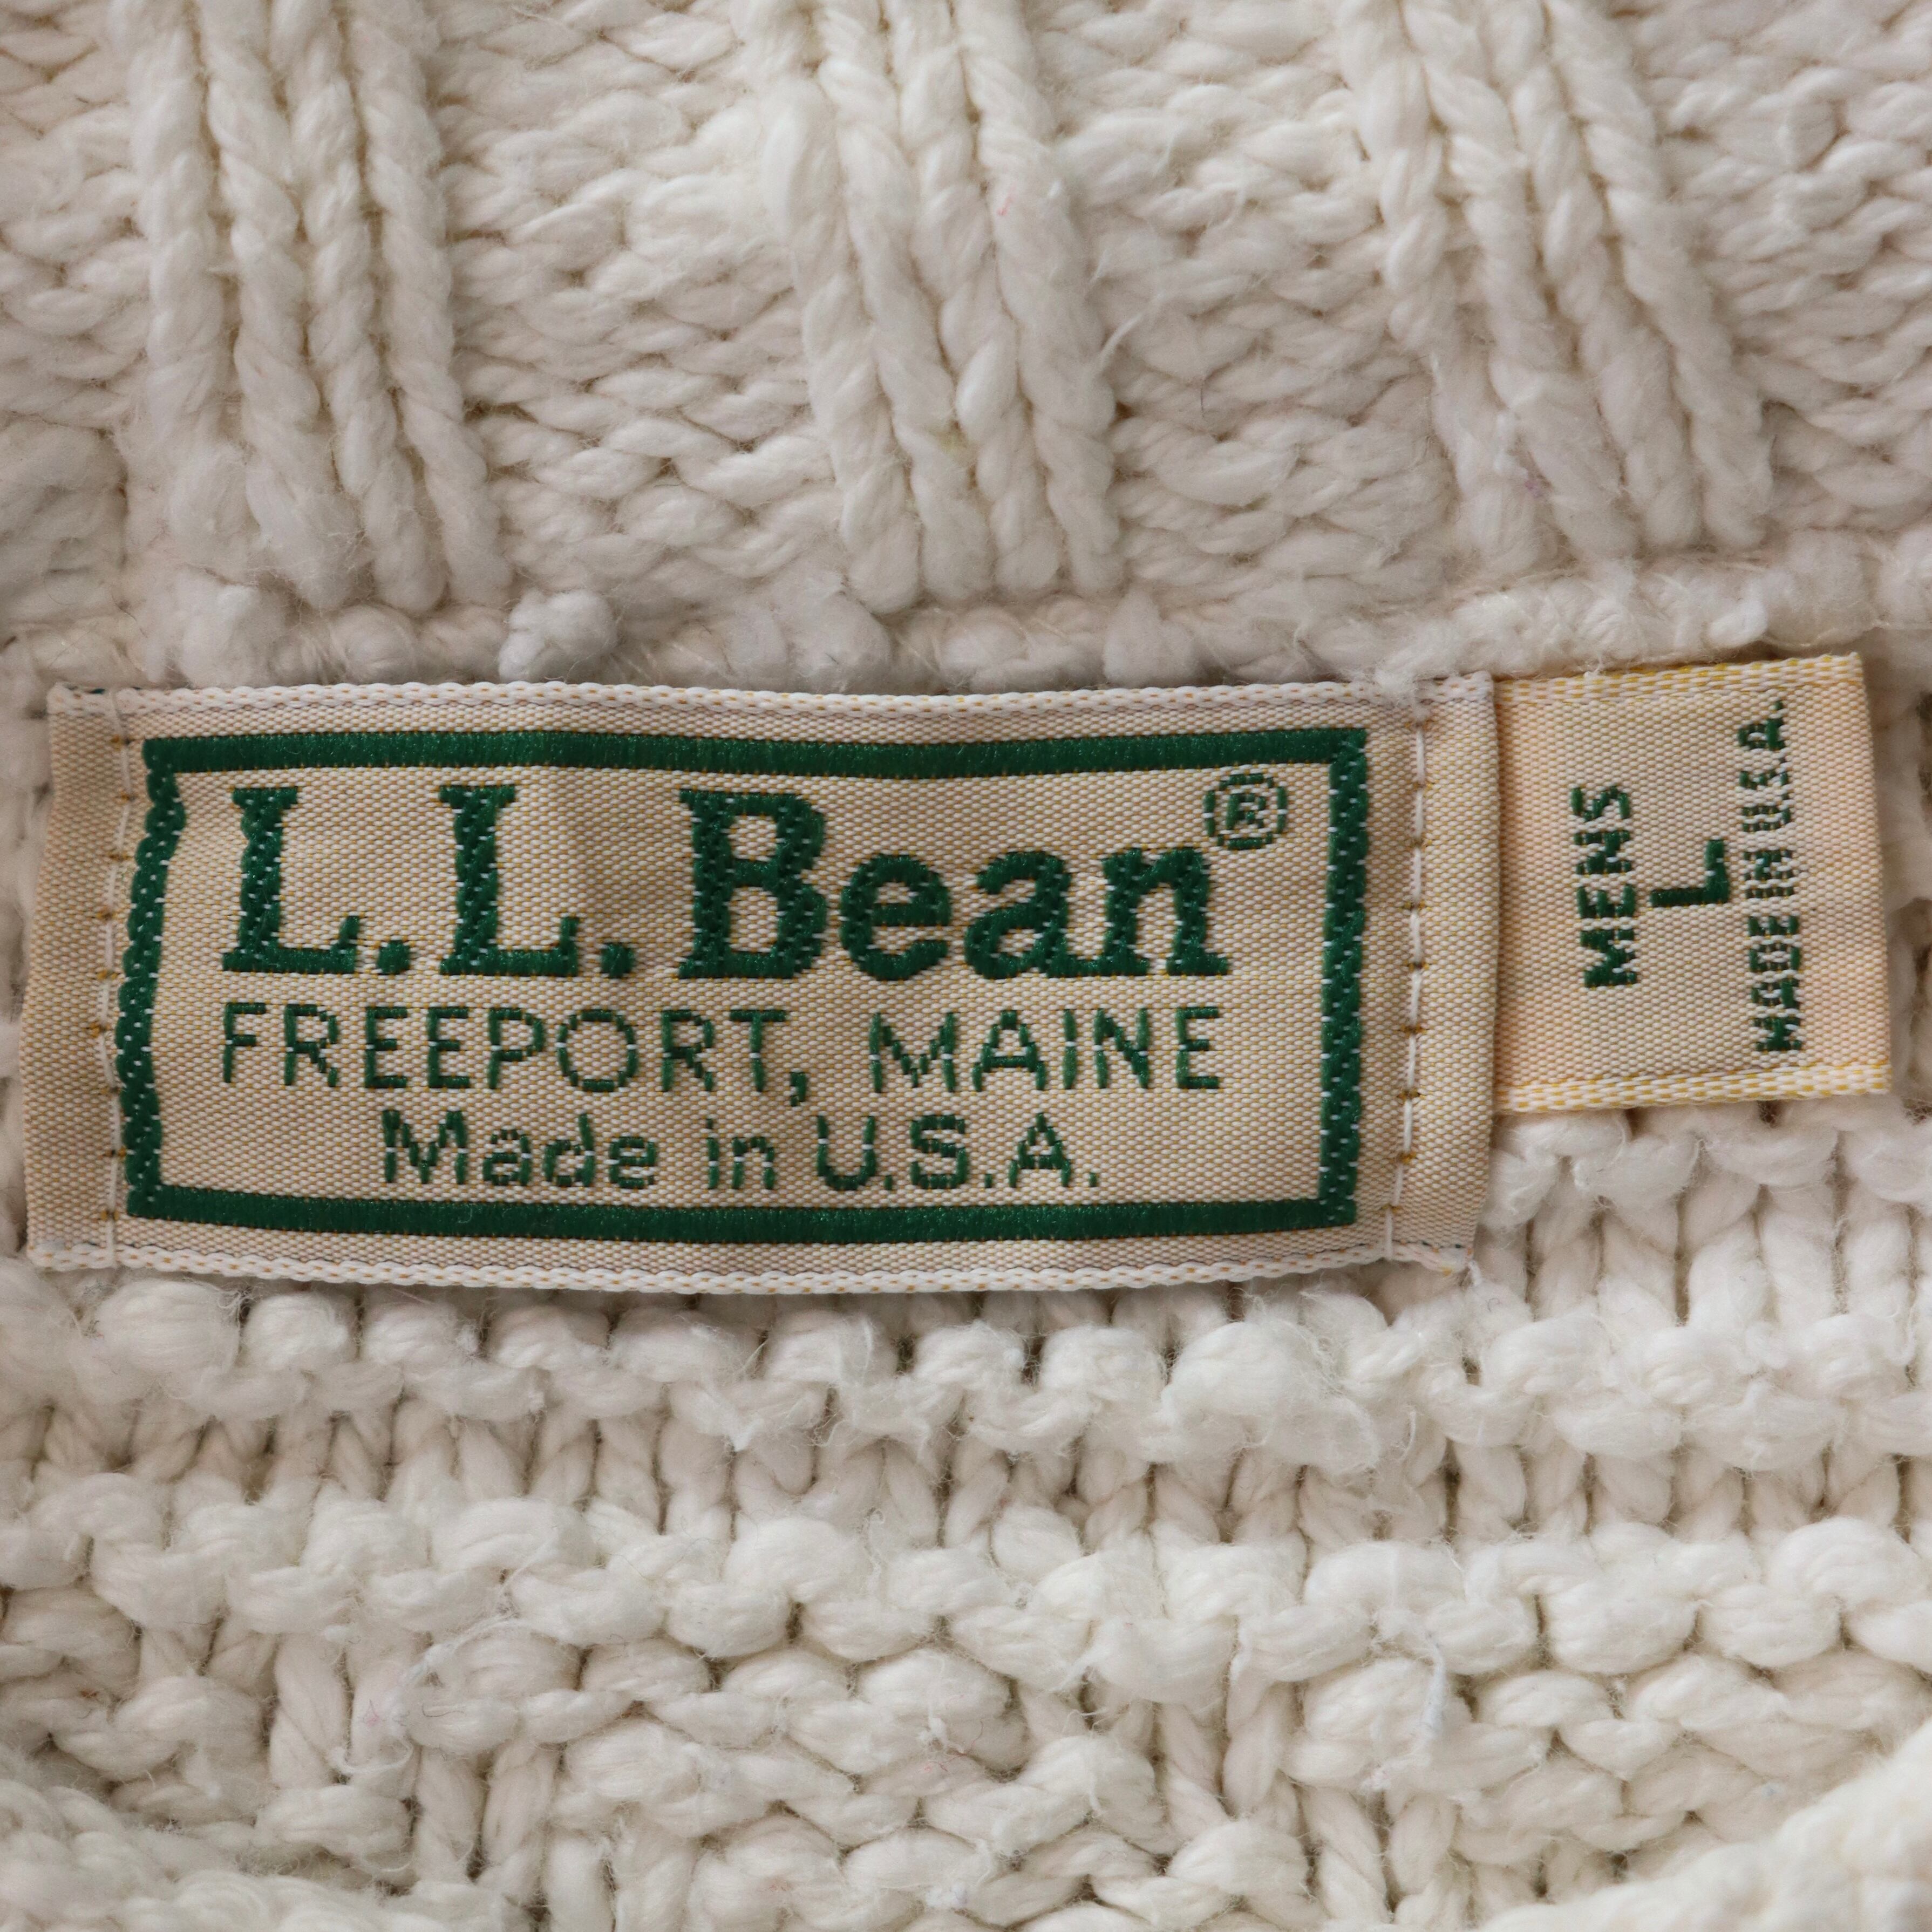 L.L.Bean®
FREEPORT, MAINE
Made in U.S.A.
MENS
L
MADE IN U.S.A.